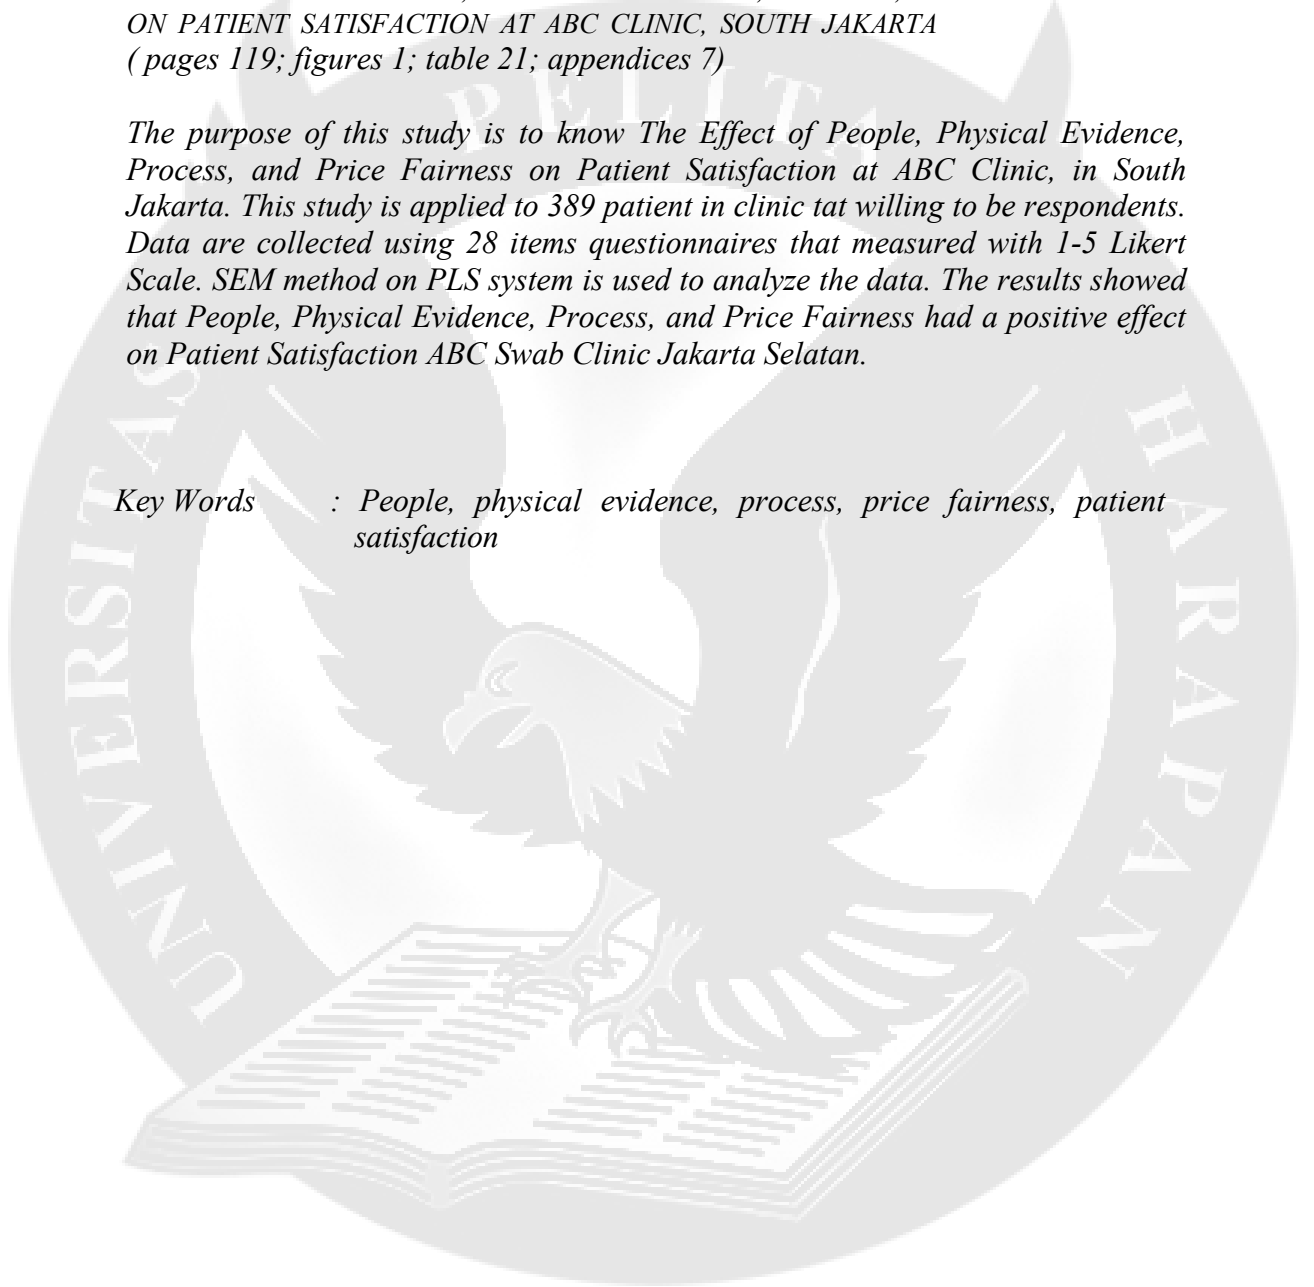 ON PATIENT SATISFACTION AT ABC CLINIC, SOUTH JAKARTA
( pages 119; figures 1; table 21; appendices 7)
The purpose of this study is to know The Effect of People, Physical Evidence,
Process, and Price Fairness on Patient Satisfaction at ABC Clinic, in South
Jakarta. This study is applied to 389 patient in clinic tat willing to be respondents.
Data are collected using 28 items questionnaires that measured with 1-5 Likert
Scale. SEM method on PLS system is used to analyze the data. The results showed
that People, Physical Evidence, Process, and Price Fairness had a positive effect
on Patient Satisfaction ABC Swab Clinic Jakarta Selatan.
Key Words : People, physical evidence, process, price fairness, patient
satisfaction
UNIVERSITAS PELITA HARAPAN